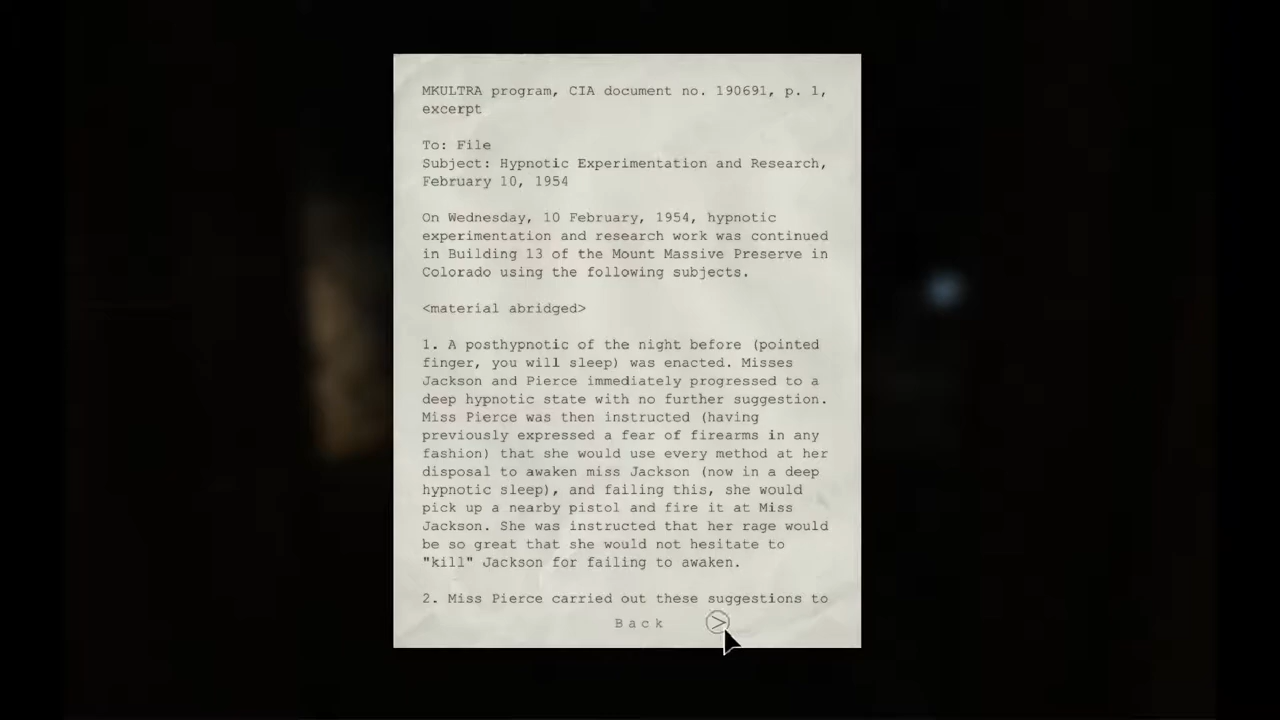 MKULTRA program, CIA document no. 190691, p. 1,
excerpt
To: File
Subject: Hypnotic Experimentation and Research,
February 10, 1954
On Wednesday, 10 February, 1954, hypnotic
experimentation and research work was continued
in Building 13 of the Mount Massive Preserve in
Colorado using the following subjects.
<material abridged>
1. A posthypnotic of the night before (pointed
finger, you will sleep) was enacted. Misses
Jackson and Pierce immediately progressed to a
deep hypnotic state with no further suggestion.
Miss Pierce was then instructed (having
previously expressed a fear of firearms in any
fashion) that she would use every method at her
disposal to awaken miss Jackson (now in a deep
hypnotic sleep), and failing this, she would
pick up a nearby pistol and fire it at Miss
Jackson. She was instructed that her rage would
be so great that she would not hesitate to
"kill" Jackson for failing to awaken.
2. Miss Pierce carried out these suggestions to
Back >